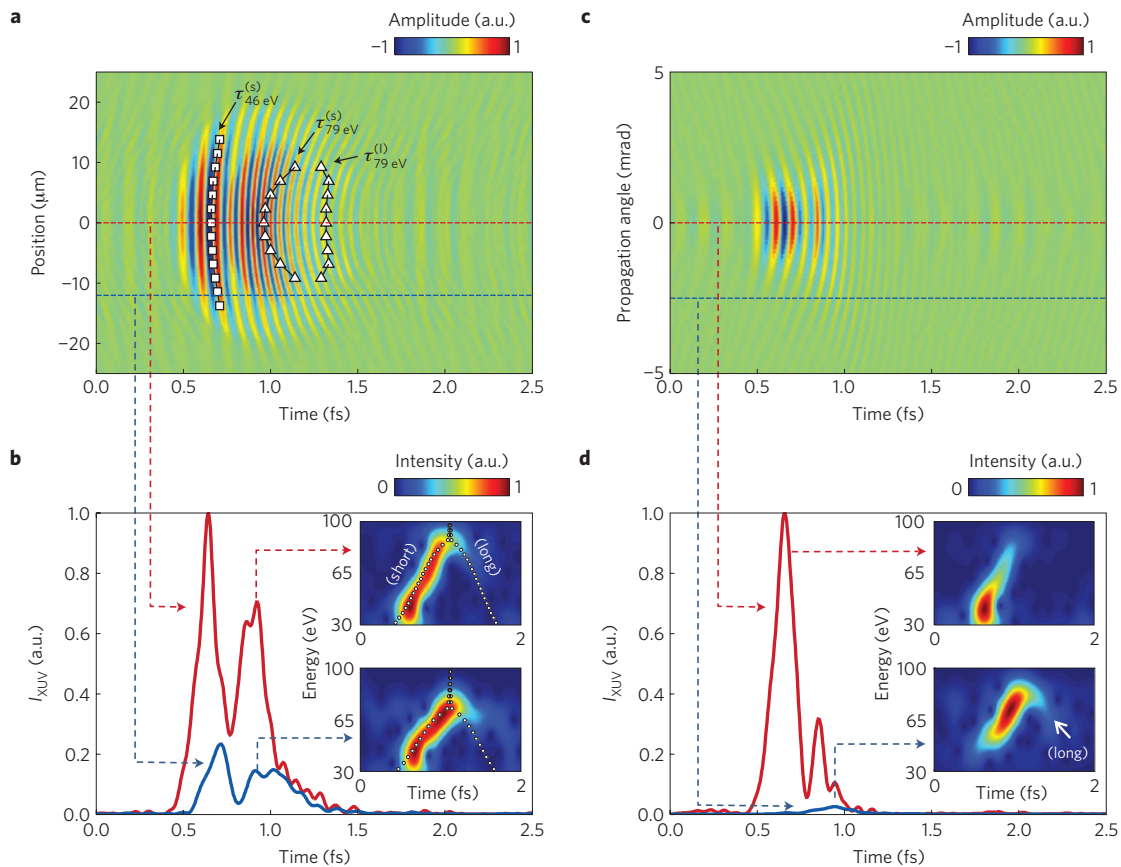 a
Amplitude (a.u.)
−1 1
20
10
0
−10
−20
Position (μm)
τ(s) 46 eV
τ(s) 79 eV
τ(l) 79 eV
0.0 0.5 1.0 1.5 2.0 2.5
Time (fs)
c
Amplitude (a.u.)
−1 1
5
0
−5
Propagation angle (mrad)
0.0 0.5 1.0 1.5 2.0 2.5
Time (fs)
b
Intensity (a.u.)
0 1
1.0
0.8
0.6
0.4
0.2
0.0
IXUV (a.u.)
100
65
30
0 2
(short)
(long)
Energy (eV)
100
65
30
0 2
Time (fs)
0.0 0.5 1.0 1.5 2.0 2.5
Time (fs)
d
Intensity (a.u.)
0 1
1.0
0.8
0.6
0.4
0.2
0.0
IXUV (a.u.)
100
65
30
0 2
Energy (eV)
100
65
30
0 2
(long)
Time (fs)
0.0 0.5 1.0 1.5 2.0 2.5
Time (fs)